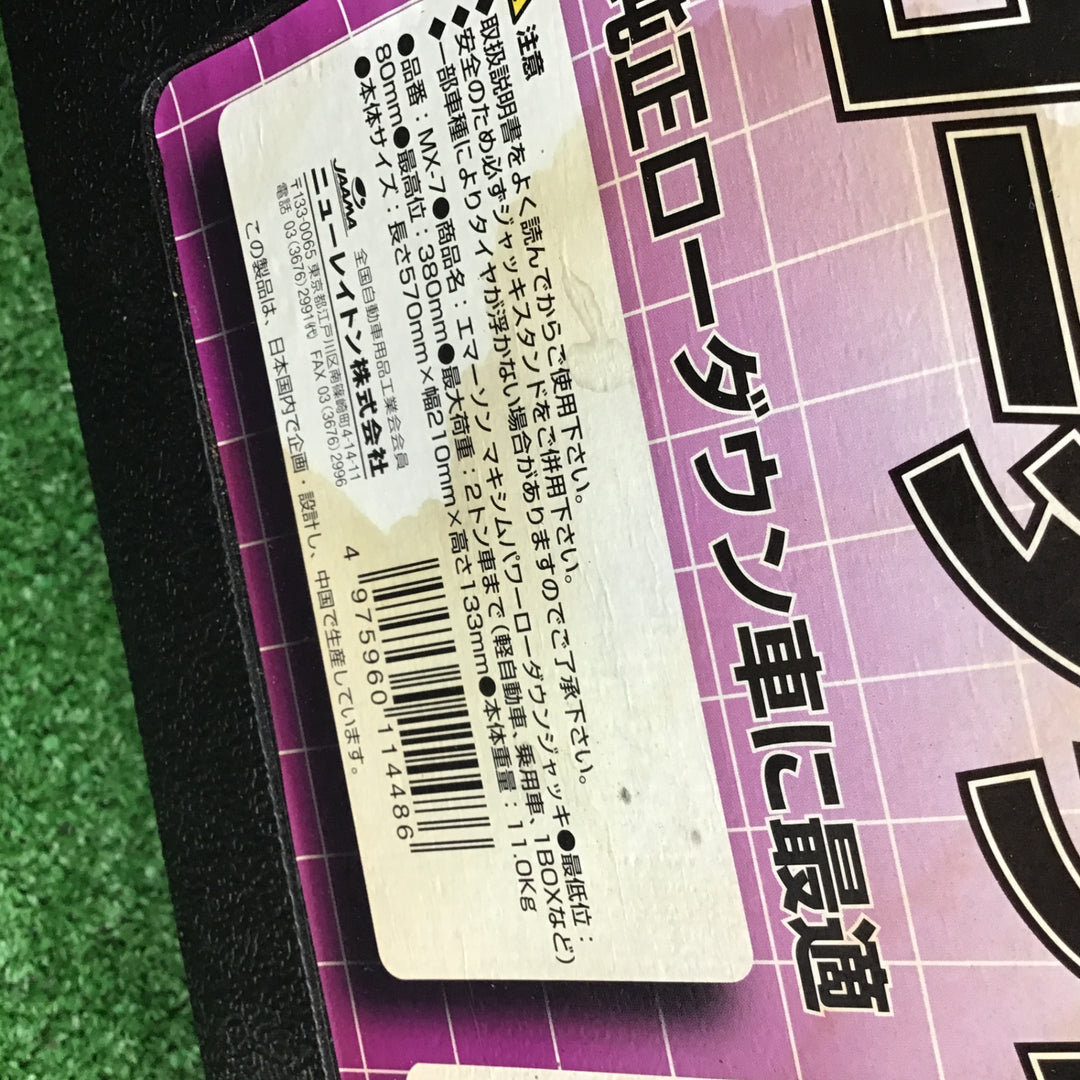 純正ローダウン車に最適
注意
◆取扱説明書をよく読んでからご使用下さい。
◆安全のため必ずジャッキスタンドをご併用下さい。
◆一部車種によりタイヤが浮かない場合がありますのでご了承下さい。
●品番：MX-7●商品名：エマーソン マキシムパワーローダウンジャッキ●最低位：
80mm●最高位：380mm●最大荷重：2トン車まで（軽自動車、乗用車、1BOXなど）
●本体サイズ：長さ570mm×幅210mm×高さ133mm●本体重量：11.0Kg
JAAMA 全国自動車用品工業会会員
ニューレイトン株式会社
〒133-0065 東京都江戸川区南篠崎町4-14-11
電話 03(3676)2991(代) FAX 03(3676)2996
4 975960 114486
この製品は、日本国内で企画・設計し、中国で生産しています。